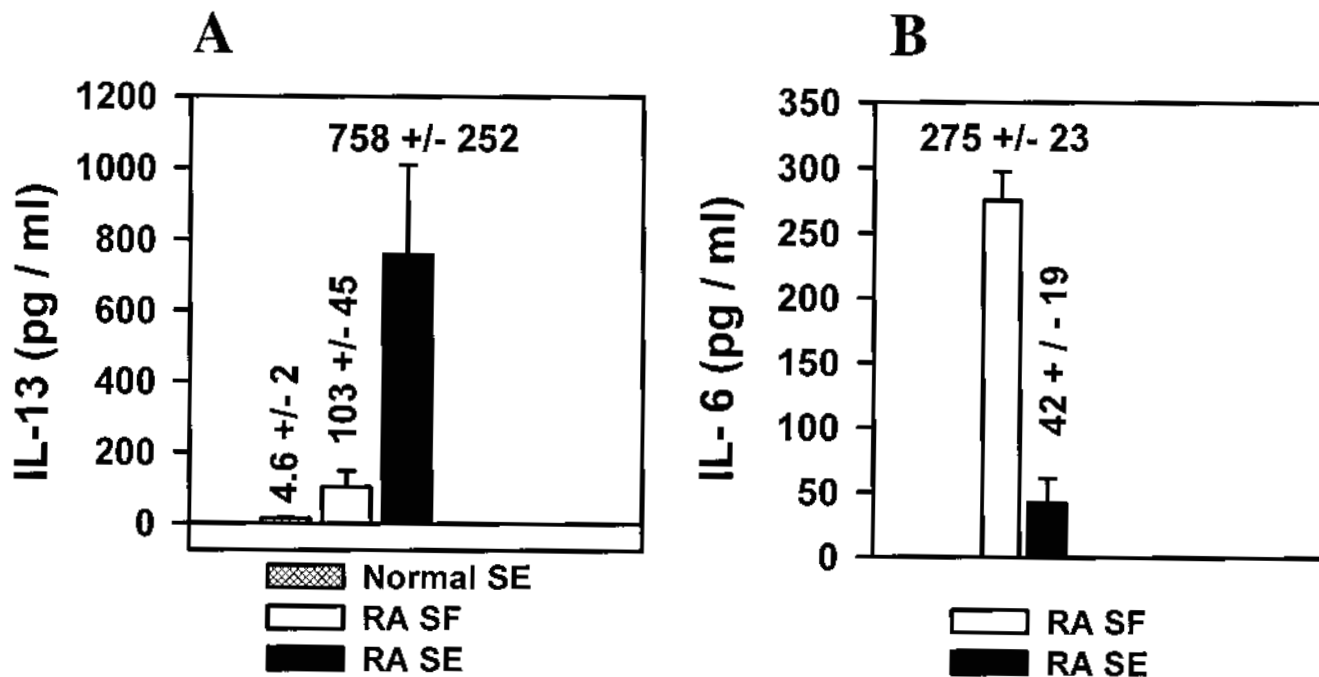 A
IL-13 (pg / ml)
1200
1000
800
600
400
200
0
758 +/- 252
103 +/- 45
4.6 +/- 2
Normal SE
RA SF
RA SE
B
IL- 6 (pg / ml)
350
300
250
200
150
100
50
0
275 +/- 23
42 + / - 19
RA SF
RA SE